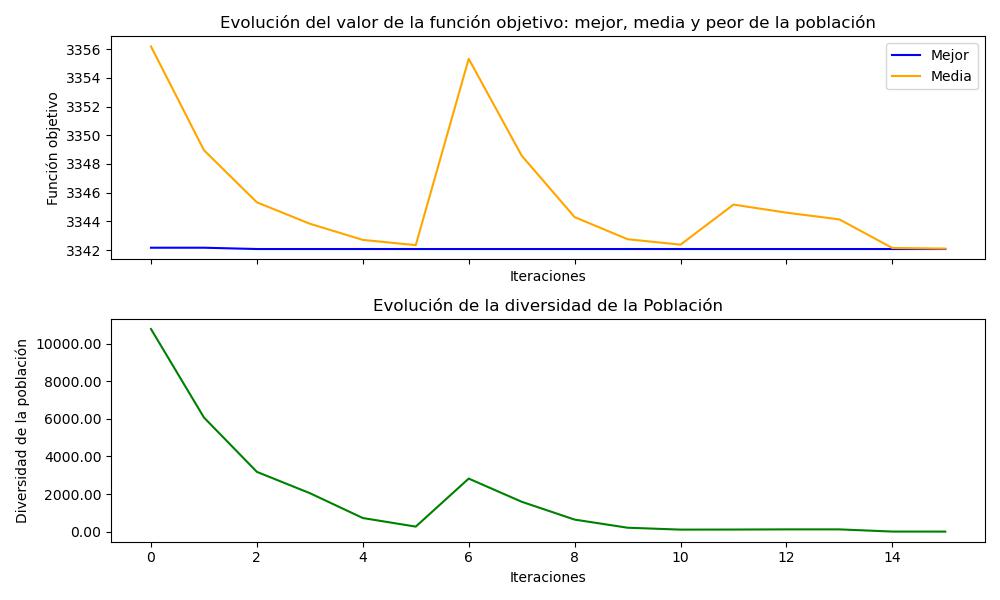 Evolución del valor de la función objetivo: mejor, media y peor de la población
3356
3354
3352
3350
3348
3346
3344
3342
Función objetivo
Mejor
Media
Iteraciones
Evolución de la diversidad de la Población
10000.00
8000.00
6000.00
4000.00
2000.00
0.00
Diversidad de la población
0 2 4 6 8 10 12 14
Iteraciones